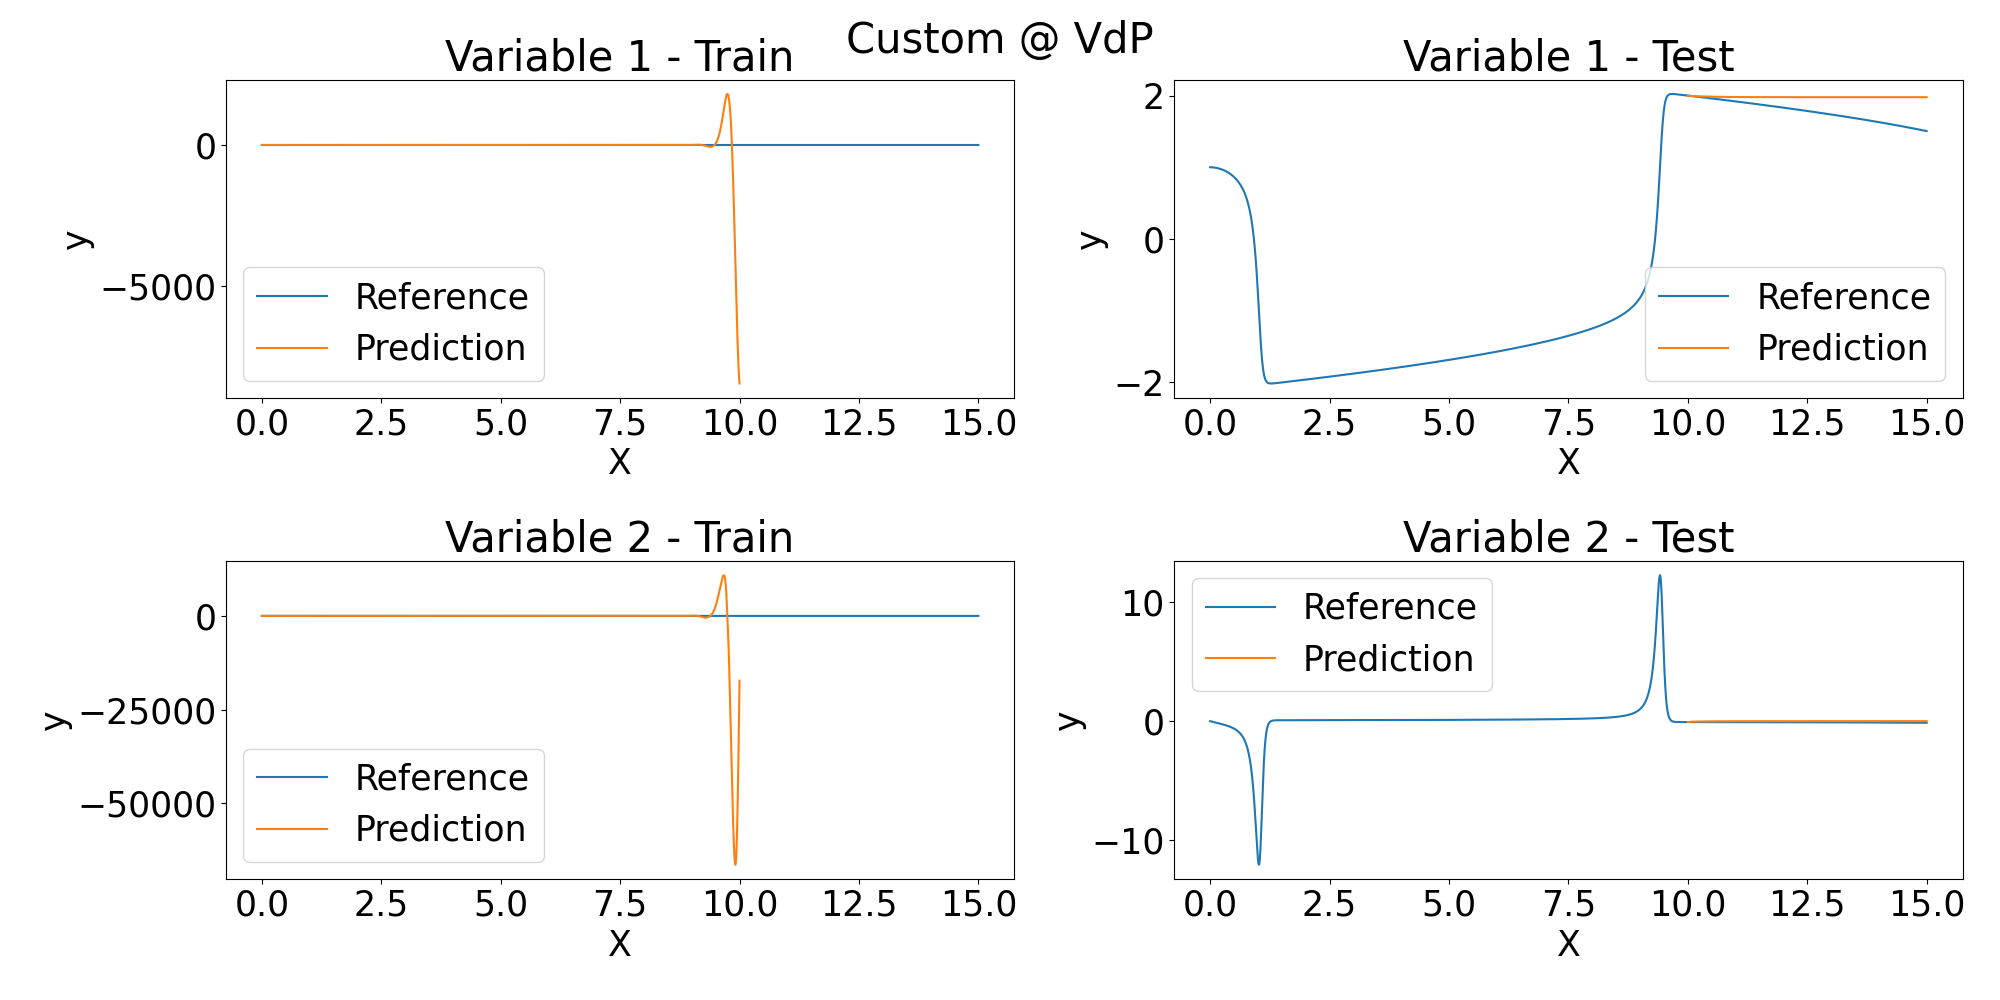 Custom @ VdP
Variable 1 - Train
0
−5000
y
Reference
Prediction
0.0 2.5 5.0 7.5 10.0 12.5 15.0
X
Variable 1 - Test
2
0
−2
y
Reference
Prediction
0.0 2.5 5.0 7.5 10.0 12.5 15.0
X
Variable 2 - Train
0
−25000
−50000
y
Reference
Prediction
0.0 2.5 5.0 7.5 10.0 12.5 15.0
X
Variable 2 - Test
10
0
−10
y
Reference
Prediction
0.0 2.5 5.0 7.5 10.0 12.5 15.0
X